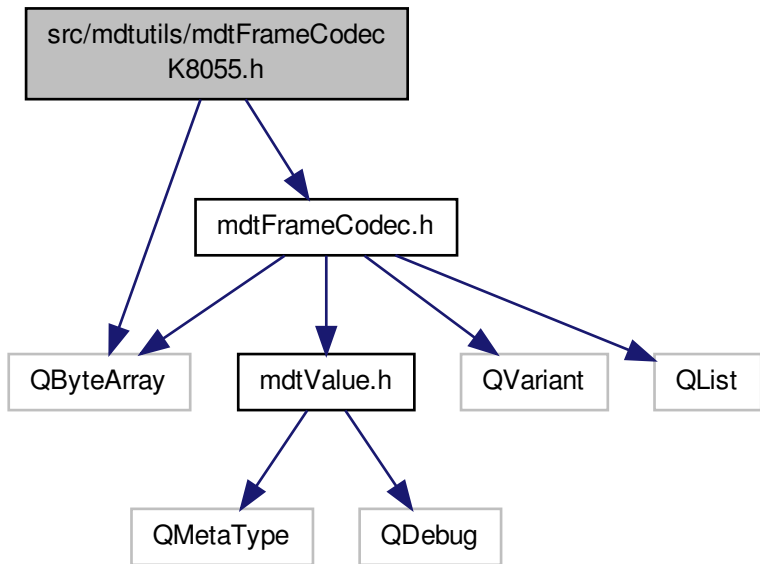 src/mdtutils/mdtFrameCodec
K8055.h
mdtFrameCodec.h
QByteArray
mdtValue.h
QVariant
QList
QMetaType
QDebug